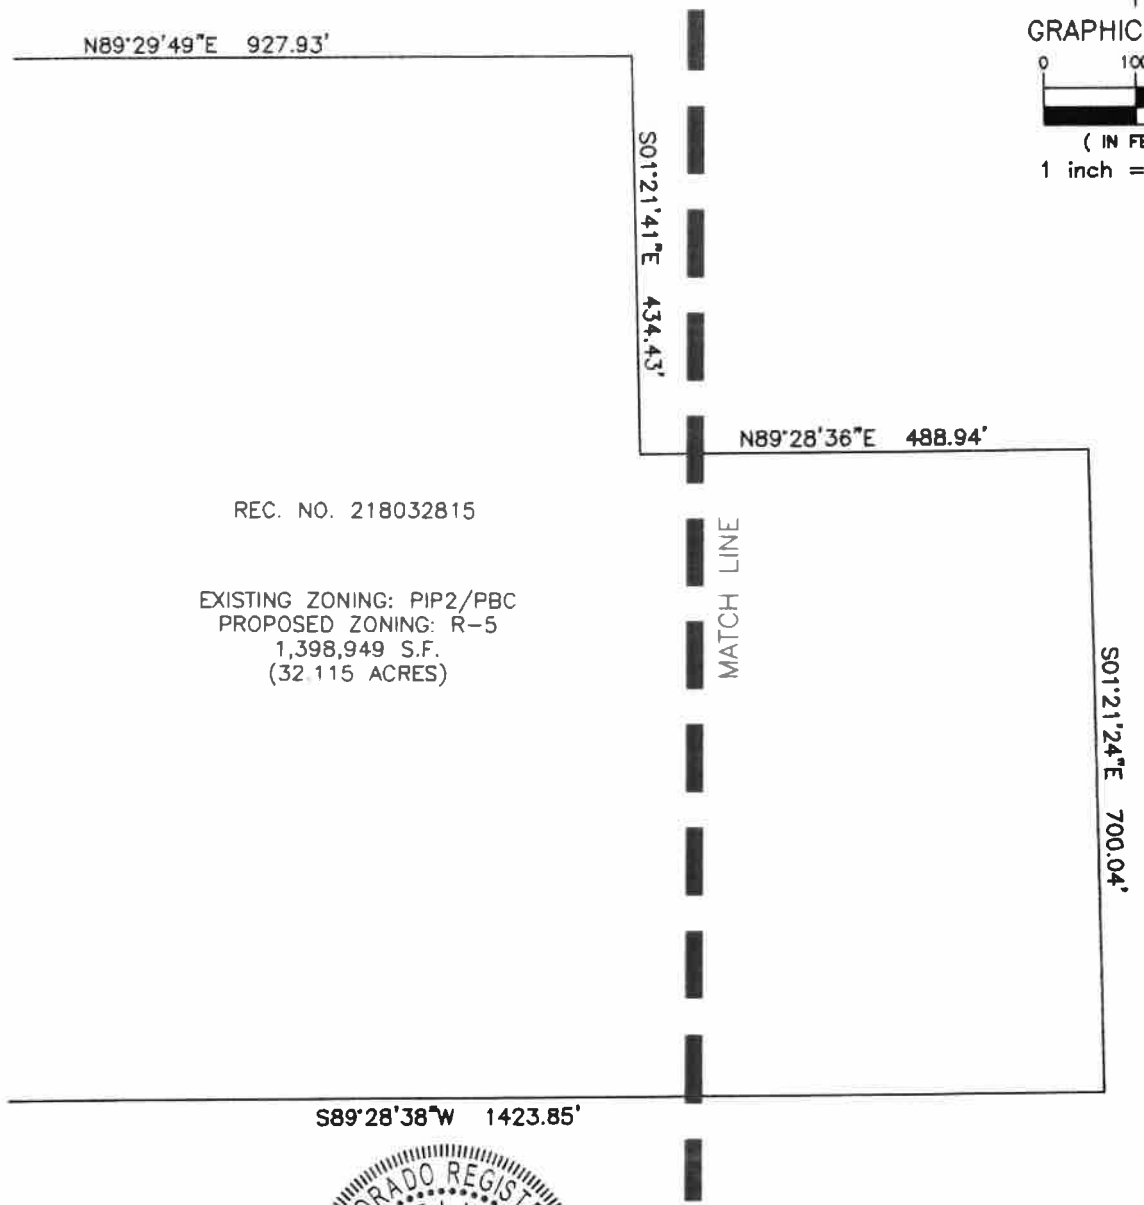 GRAPHIC
N89°29'49"E 927.93'
0 100
( IN FE
1 inch =
S01°21'41"E 434.43'
N89°28'36"E 488.94'
REC. NO. 218032815
MATCH LINE
EXISTING ZONING: PIP2/PBC
PROPOSED ZONING: R-5
1,398,949 S.F.
(32.115 ACRES)
S01°21'24"E 700.04'
S89°28'38"W 1423.85'
ORADO REGIST